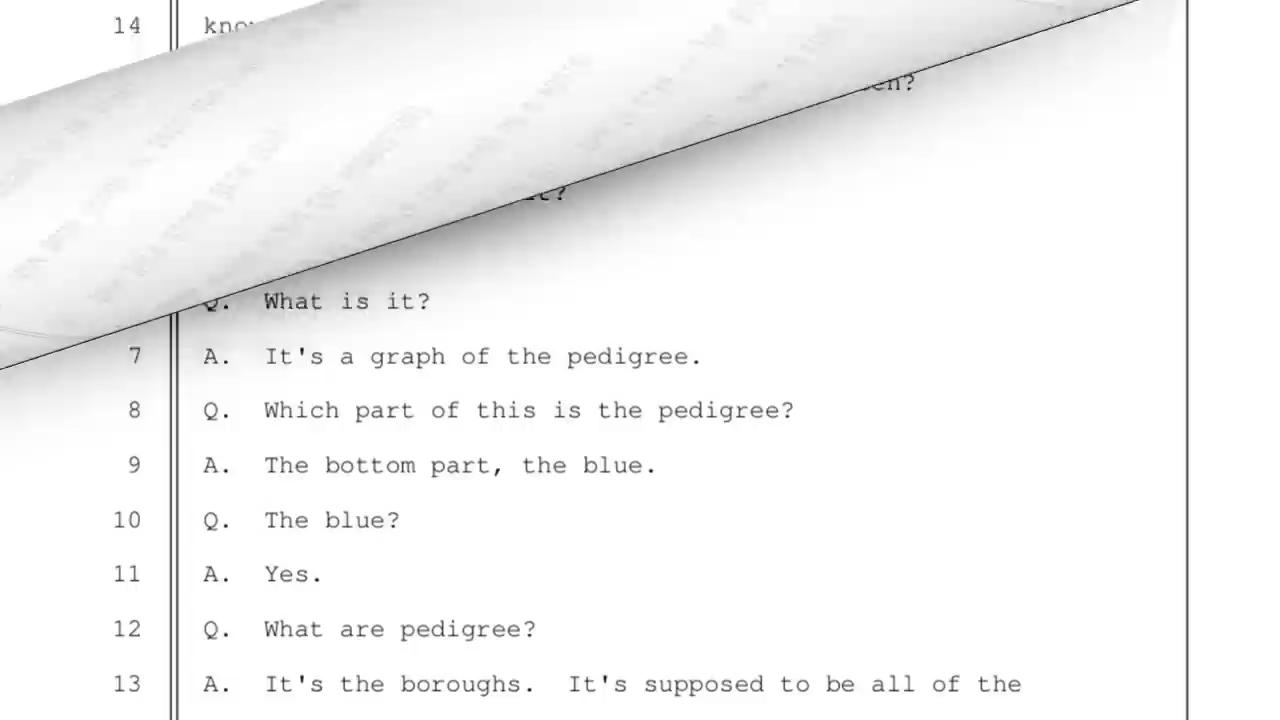 14 kno
en?
it?
Q. What is it?
7 A. It's a graph of the pedigree.
8 Q. Which part of this is the pedigree?
9 A. The bottom part, the blue.
10 Q. The blue?
11 A. Yes.
12 Q. What are pedigree?
13 A. It's the boroughs. It's supposed to be all of the